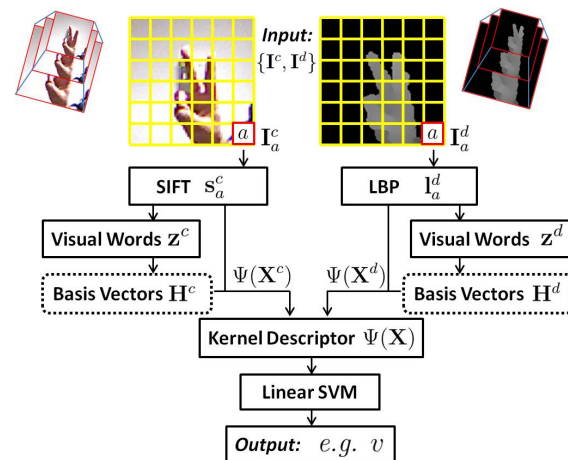 Input:
{I^c, I^d}
a I_a^c
a I_a^d
SIFT s_a^c
LBP l_a^d
Visual Words z^c
Visual Words z^d
Ψ(X^c)
Ψ(X^d)
Basis Vectors H^c
Basis Vectors H^d
Kernel Descriptor Ψ(X)
Linear SVM
Output: e.g. v